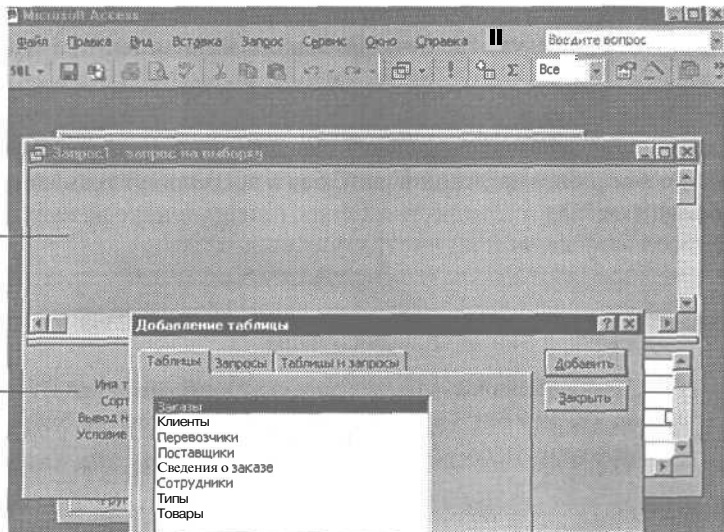 Microsoft Access
Файл Правка Вид Вставка Запрос Сервис Окно Справка Введите вопрос
SQL Σ Все
Запрос1 : запрос на выборку
Добавление таблицы
Таблицы Запросы Таблицы и запросы Добавить
Имя т
Сорт Закрыть
Вывод н
Условие
Заказы
Клиенты
Перевозчики
Поставщики
Сведения о заказе
Сотрудники
Типы
Товары